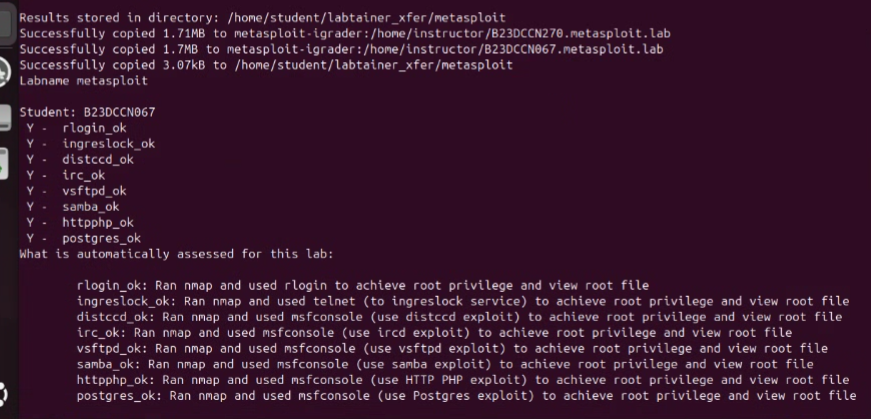 Results stored in directory: /home/student/labtainer_xfer/metasploit
Successfully copied 1.71MB to metasploit-igrader:/home/instructor/B23DCCN270.metasploit.lab
Successfully copied 1.7MB to metasploit-igrader:/home/instructor/B23DCCN067.metasploit.lab
Successfully copied 3.07kB to /home/student/labtainer_xfer/metasploit
Labname metasploit
Student: B23DCCN067
Y - rlogin_ok
Y - ingreslock_ok
Y - distccd_ok
Y - irc_ok
Y - vsftpd_ok
Y - samba_ok
Y - httpphp_ok
Y - postgres_ok
What is automatically assessed for this lab:
rlogin_ok: Ran nmap and used rlogin to achieve root privilege and view root file
ingreslock_ok: Ran nmap and used telnet (to ingreslock service) to achieve root privilege and view root file
distccd_ok: Ran nmap and used msfconsole (use distccd exploit) to achieve root privilege and view root file
irc_ok: Ran nmap and used msfconsole (use ircd exploit) to achieve root privilege and view root file
vsftpd_ok: Ran nmap and used msfconsole (use vsftpd exploit) to achieve root privilege and view root file
samba_ok: Ran nmap and used msfconsole (use samba exploit) to achieve root privilege and view root file
httpphp_ok: Ran nmap and used msfconsole (use HTTP PHP exploit) to achieve root privilege and view root file
postgres_ok: Ran nmap and used msfconsole (use Postgres exploit) to achieve root privilege and view root file